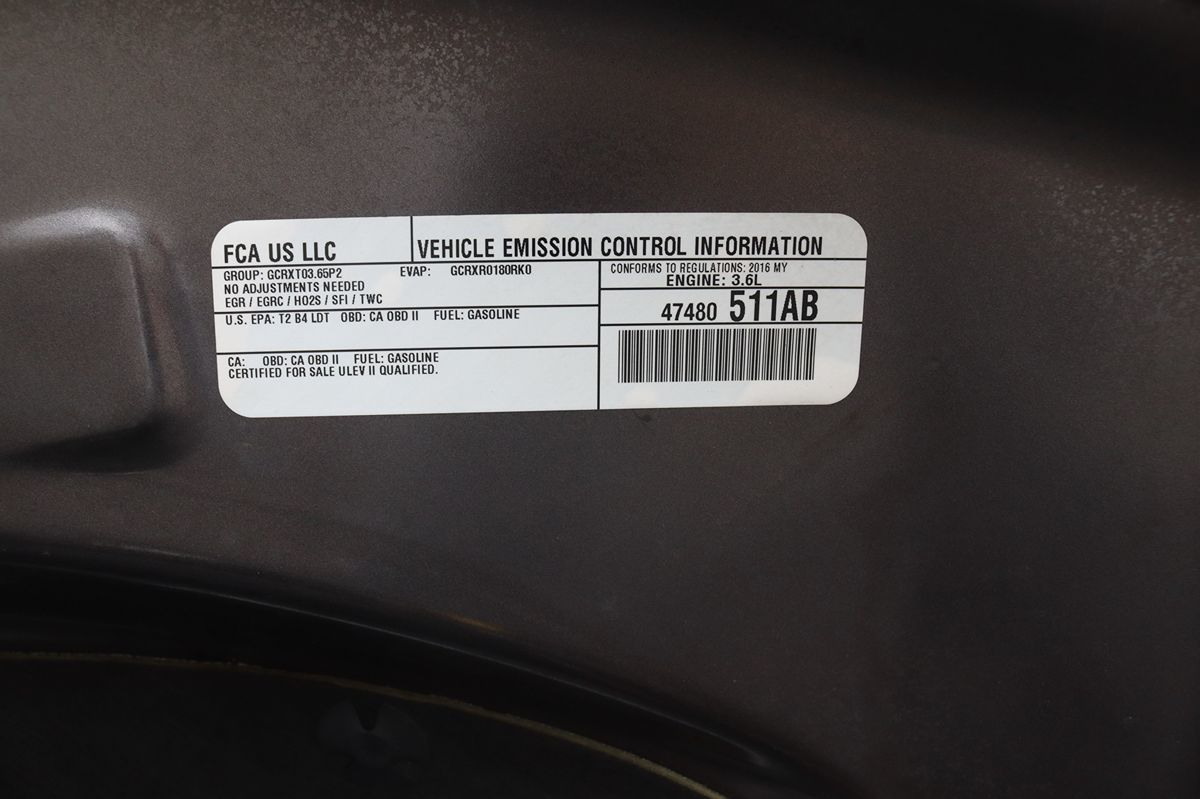 FCA US LLC
VEHICLE EMISSION CONTROL INFORMATION
GROUP: GCRXT03.65P2 EVAP: GCRXR0180RK0
NO ADJUSTMENTS NEEDED
EGR / EGRC / HO2S / SFI / TWC
U.S. EPA: T2 B4 LDT OBD: CA OBD II FUEL: GASOLINE
CA: OBD: CA OBD II FUEL: GASOLINE
CERTIFIED FOR SALE ULEV II QUALIFIED.
CONFORMS TO REGULATIONS: 2016 MY
ENGINE: 3.6L
47480 511AB